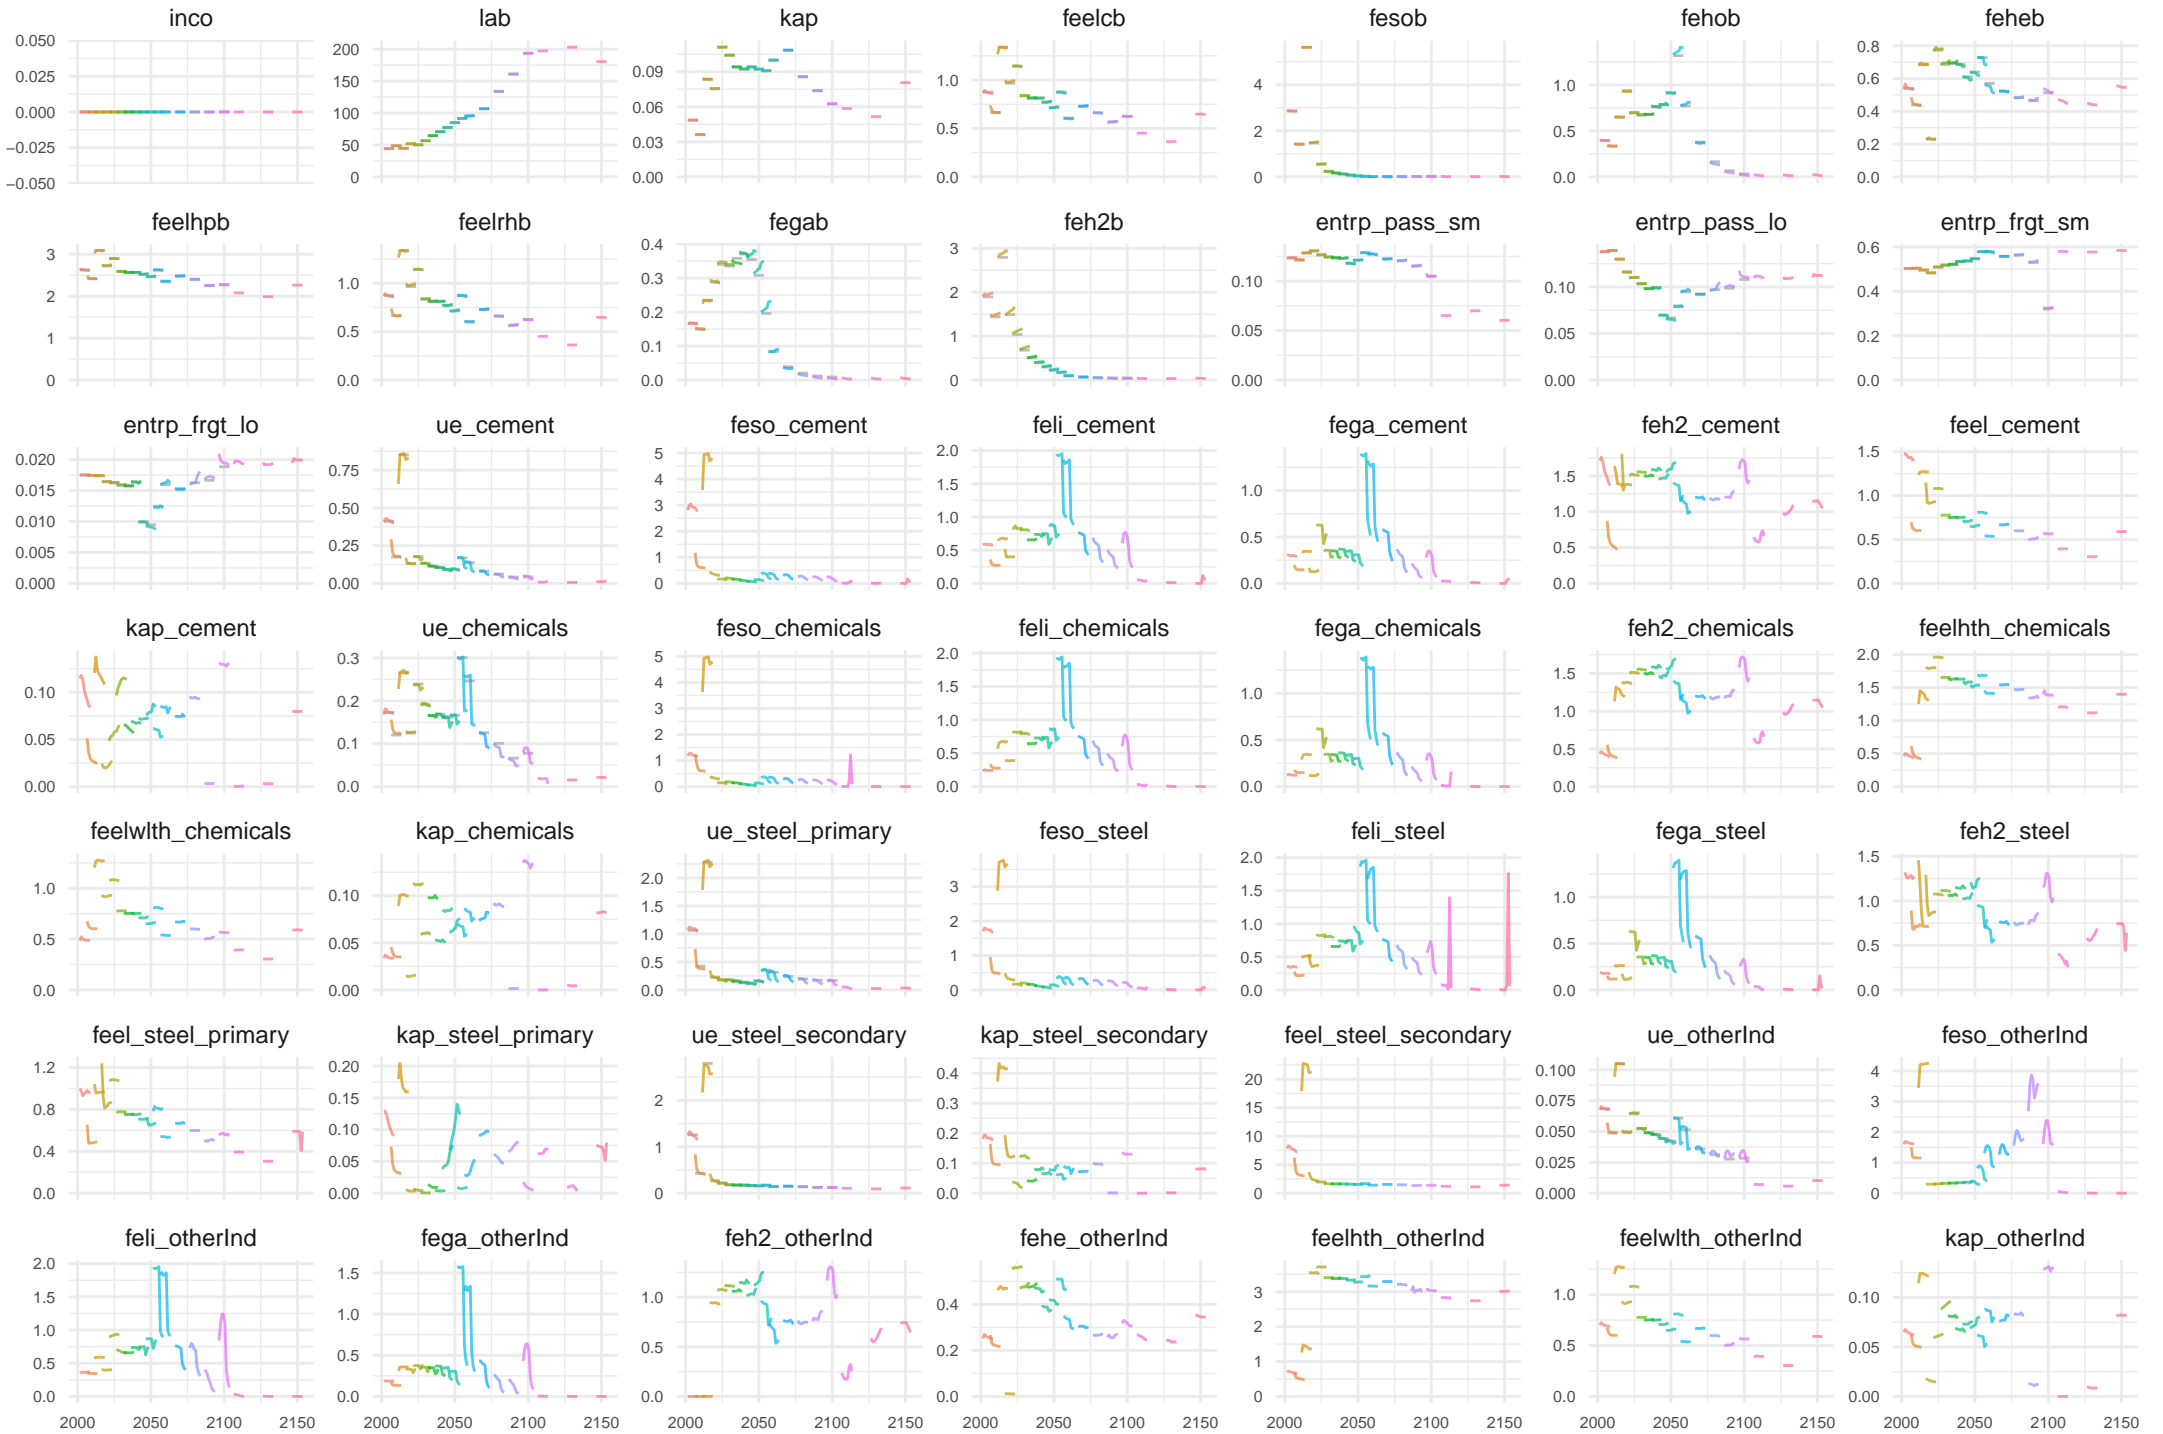 inco lab kap feelcb fesob fehob feheb
0.050 0.025 0.000 −0.025 −0.050
200 150 100 50 0
0.09 0.06 0.03 0.00
1.0 0.5 0.0
4 2 0
1.0 0.5 0.0
0.8 0.6 0.4 0.2 0.0
feelhpb feelrhb fegab feh2b entrp_pass_sm entrp_pass_lo entrp_frgt_sm
3 2 1 0
1.0 0.5 0.0
0.4 0.3 0.2 0.1 0.0
3 2 1 0
0.10 0.05 0.00
0.10 0.05 0.00
0.6 0.4 0.2 0.0
entrp_frgt_lo ue_cement feso_cement feli_cement fega_cement feh2_cement feel_cement
0.020 0.015 0.010 0.005 0.000
0.75 0.50 0.25 0.00
5 4 3 2 1 0
2.0 1.5 1.0 0.5 0.0
1.0 0.5 0.0
1.5 1.0 0.5 0.0
1.5 1.0 0.5 0.0
kap_cement ue_chemicals feso_chemicals feli_chemicals fega_chemicals feh2_chemicals feelhth_chemicals
0.10 0.05 0.00
0.3 0.2 0.1 0.0
5 4 3 2 1 0
2.0 1.5 1.0 0.5 0.0
1.0 0.5 0.0
1.5 1.0 0.5 0.0
2.0 1.5 1.0 0.5 0.0
feelwlth_chemicals kap_chemicals ue_steel_primary feso_steel feli_steel fega_steel feh2_steel
1.0 0.5 0.0
0.10 0.05 0.00
2.0 1.5 1.0 0.5 0.0
3 2 1 0
2.0 1.5 1.0 0.5 0.0
1.0 0.5 0.0
1.5 1.0 0.5 0.0
feel_steel_primary kap_steel_primary ue_steel_secondary kap_steel_secondary feel_steel_secondary ue_otherInd feso_otherInd
1.2 0.8 0.4 0.0
0.20 0.15 0.10 0.05 0.00
2 1 0
0.4 0.3 0.2 0.1 0.0
20 15 10 5 0
0.100 0.075 0.050 0.025 0.000
4 3 2 1 0
feli_otherInd fega_otherInd feh2_otherInd fehe_otherInd feelhth_otherInd feelwlth_otherInd kap_otherInd
2.0 1.5 1.0 0.5 0.0
1.5 1.0 0.5 0.0
1.0 0.5 0.0
0.4 0.2 0.0
3 2 1 0
1.0 0.5 0.0
0.10 0.05 0.00
2000 2050 2100 2150 2000 2050 2100 2150 2000 2050 2100 2150 2000 2050 2100 2150 2000 2050 2100 2150 2000 2050 2100 2150 2000 2050 2100 2150